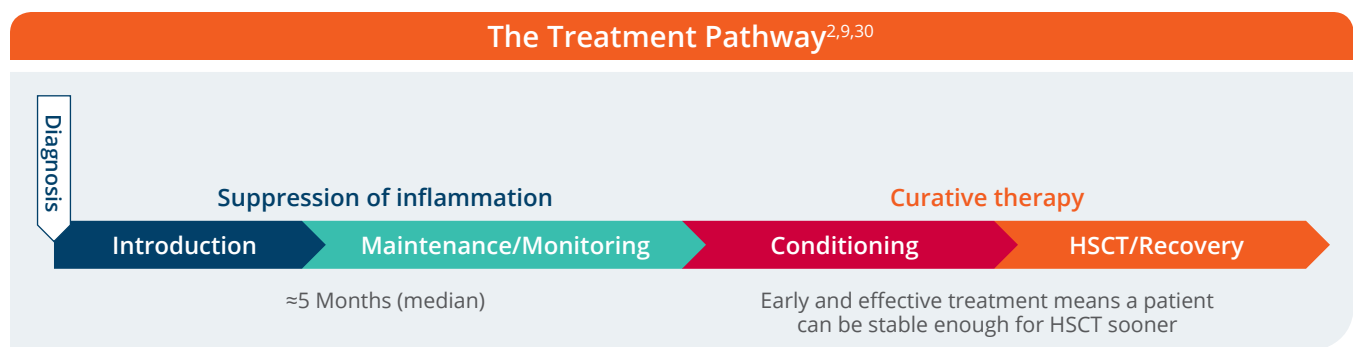 The Treatment Pathway2,9,30
Diagnosis
Suppression of inflammation
Curative therapy
Introduction
Maintenance/Monitoring
Conditioning
HSCT/Recovery
≈5 Months (median)
Early and effective treatment means a patient
can be stable enough for HSCT sooner